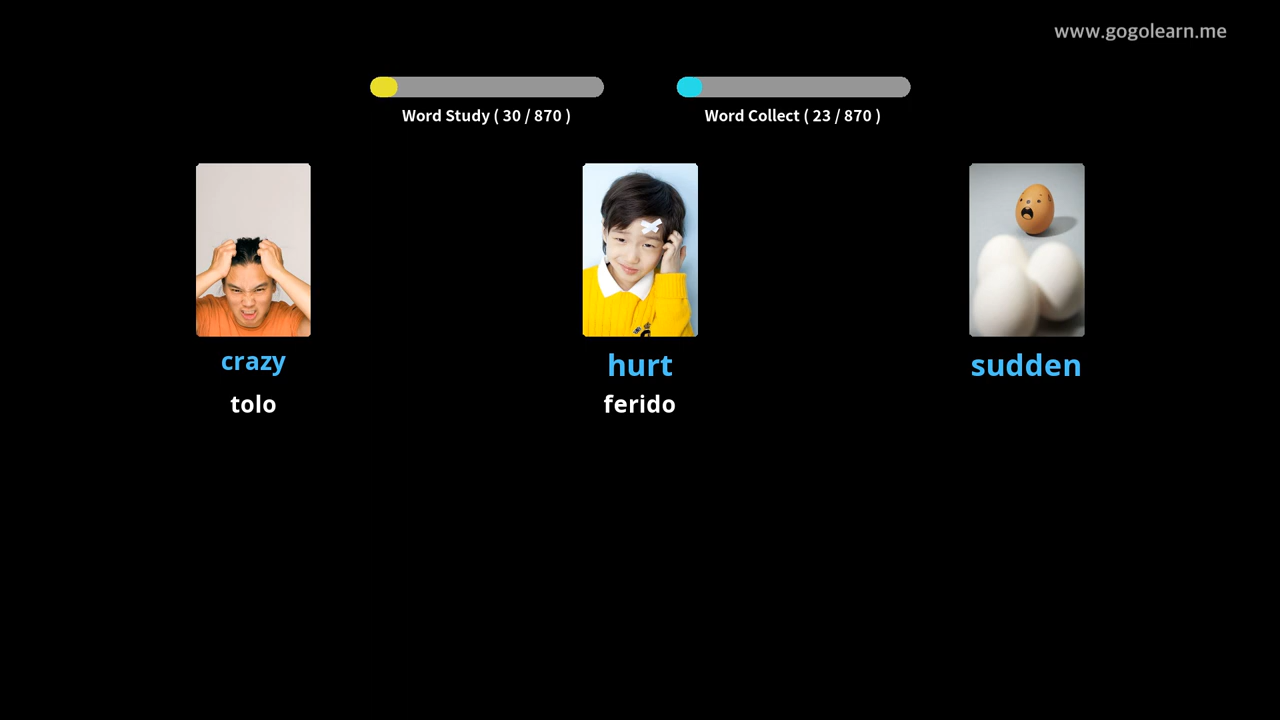 www.gogolearn.me
Word Study ( 30 / 870 )
Word Collect ( 23 / 870 )
crazy
hurt
sudden
tolo
ferido